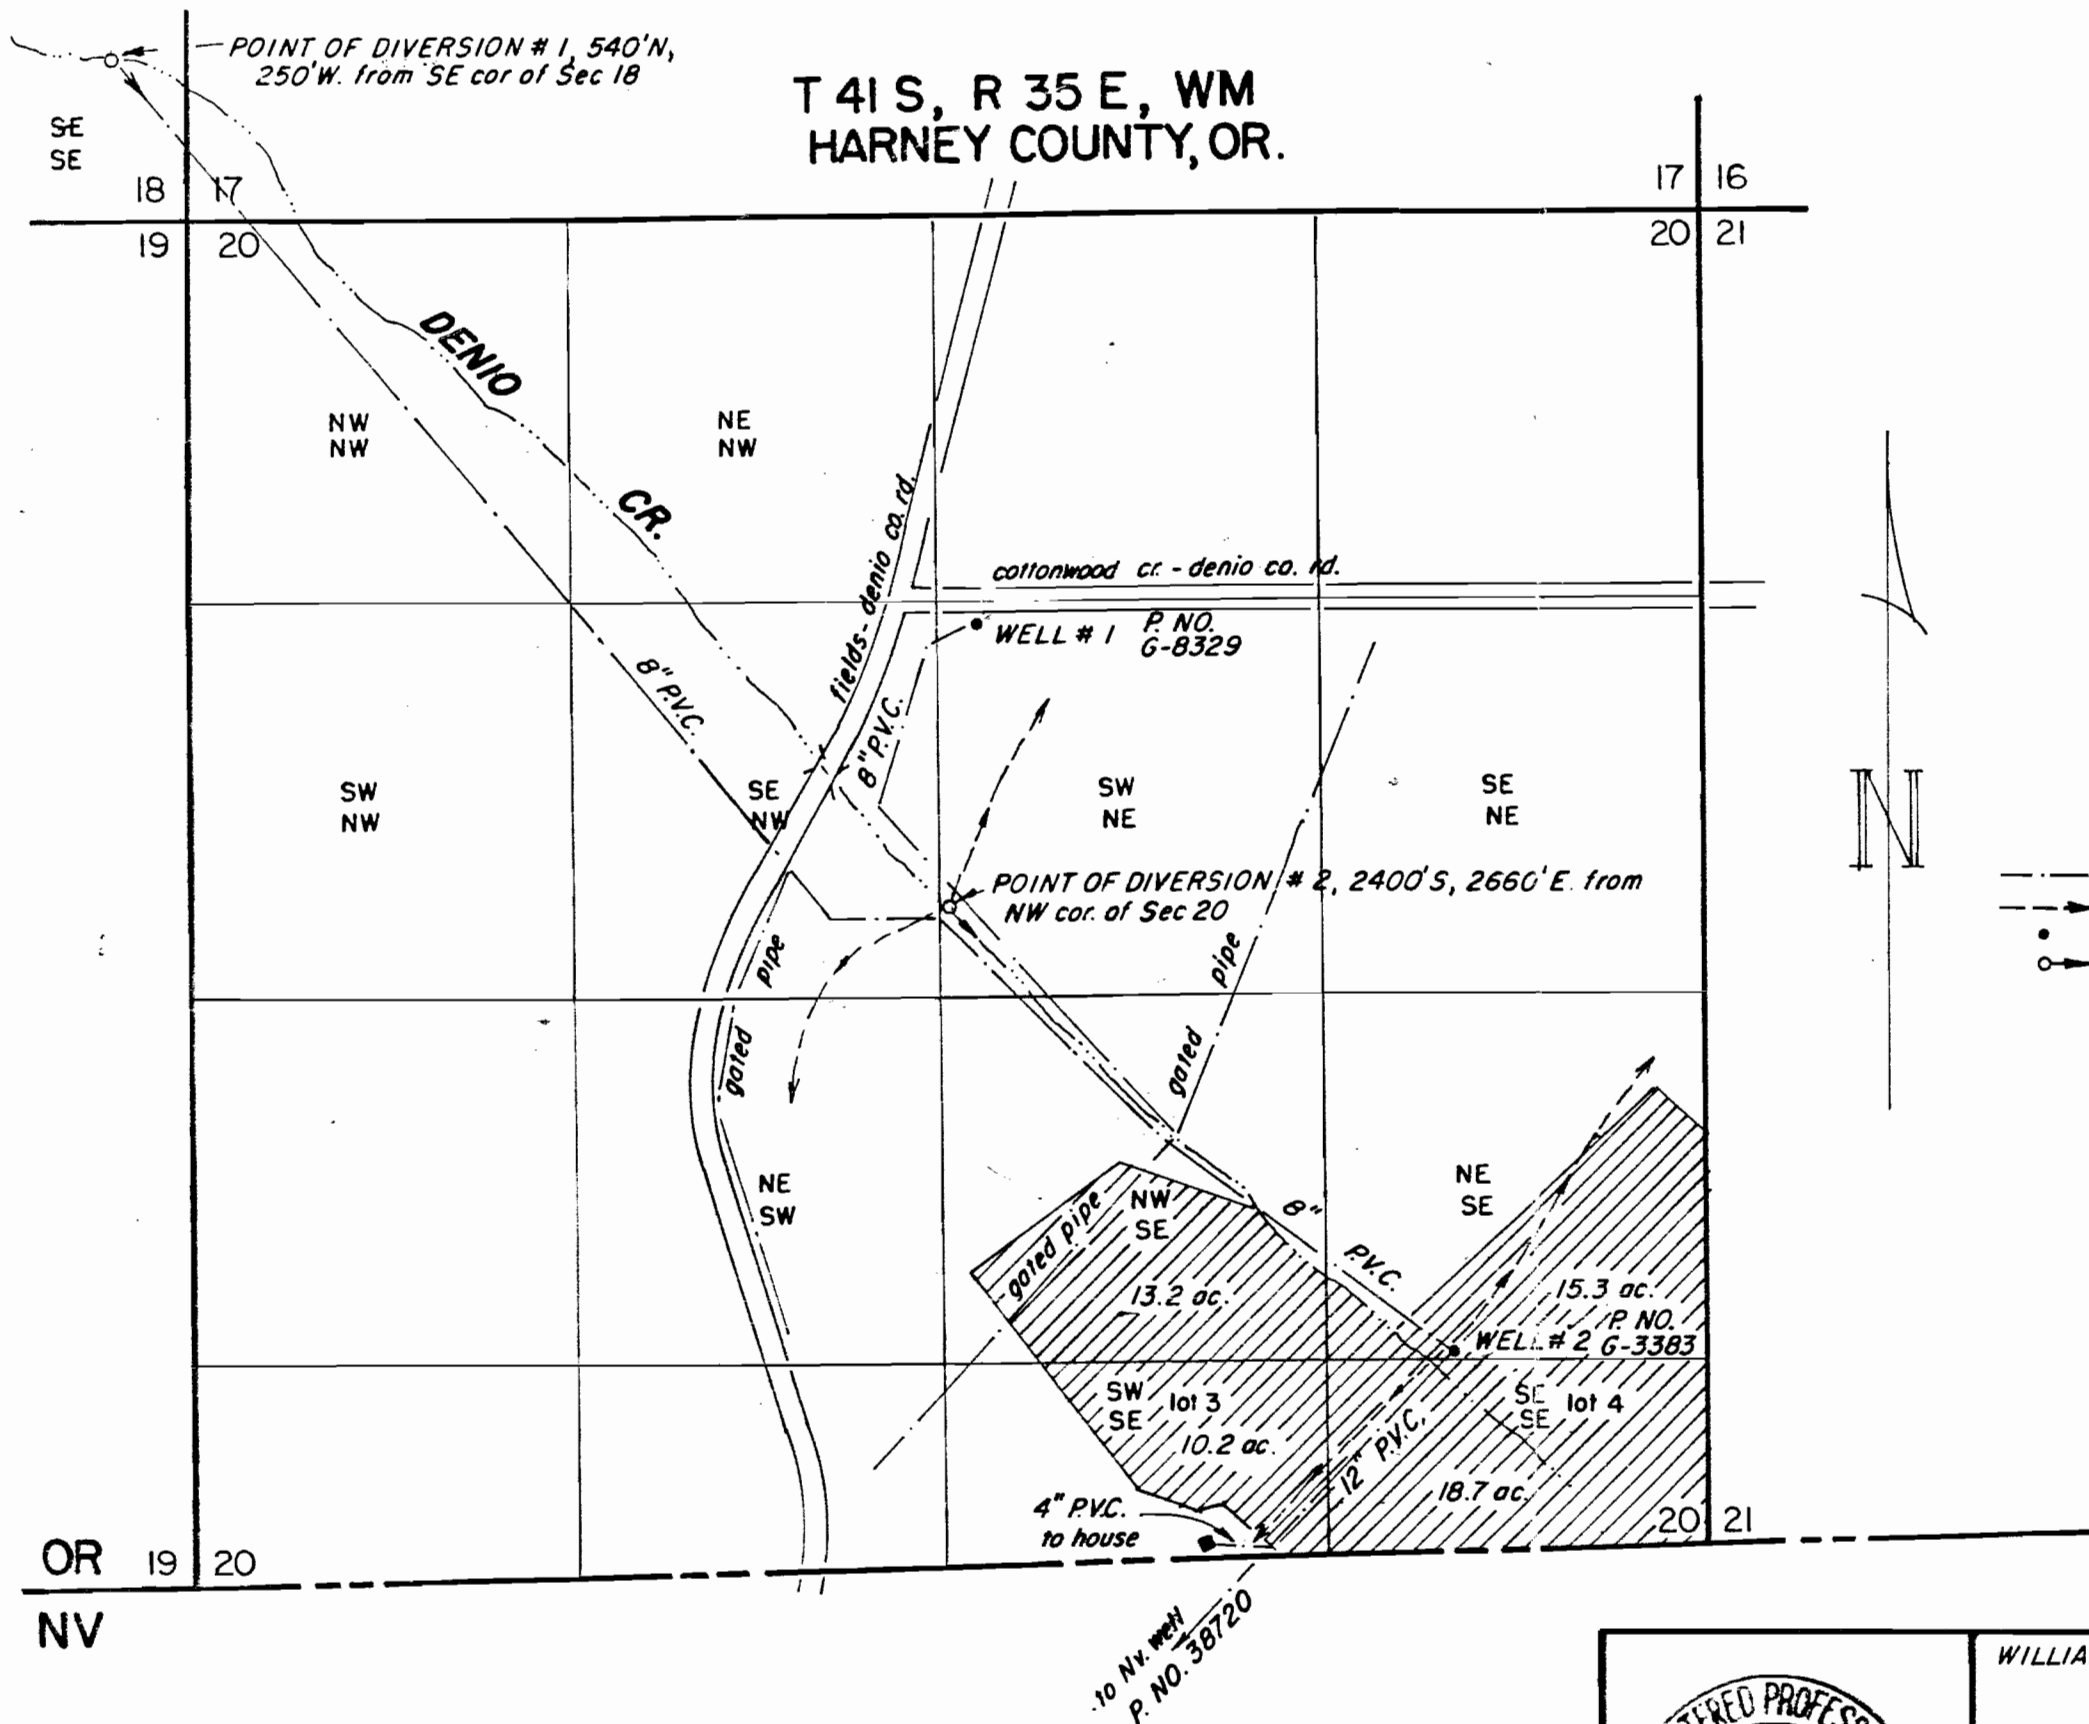 POINT OF DIVERSION # 1, 540'N,
250'W. from SE cor of Sec 18
T 41 S, R 35 E, WM
HARNEY COUNTY, OR.
SE
SE
18 17
17 16
19 20
20 21
DENIO
CR.
NW
NW
NE
NW
fields - denio co. rd.
cottonwood cr. - denio co. rd.
WELL # 1 P. NO.
G-8329
8" P.V.C.
8" P.V.C.
SW
NW
SE
NW
SW
NE
SE
NE
N
POINT OF DIVERSION # 2, 2400'S, 2660'E. from
NW cor. of Sec 20
gated pipe
gated pipe
NE
SW
NW
SE
NE
SE
gated pipe
8" P.V.C.
13.2 ac.
15.3 ac.
P. NO.
WELL # 2 G-3383
SW
SE
lot 3
10.2 ac.
SE
SE
lot 4
12" P.V.C.
18.7 ac.
4" P.V.C.
to house
20 21
OR 19 20
NV
to Nv. well
P. NO. 38720
WILLIA
TERED PROFESS